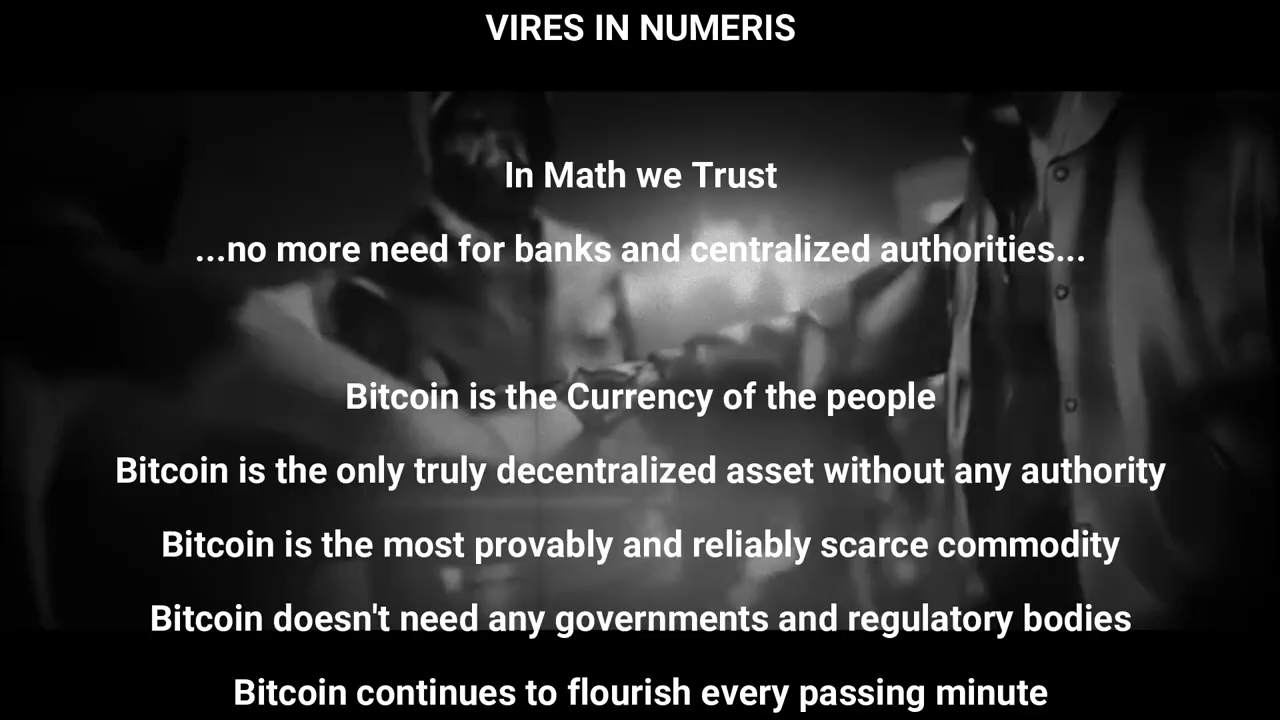 VIRES IN NUMERIS
In Math we Trust
...no more need for banks and centralized authorities...
Bitcoin is the Currency of the people
Bitcoin is the only truly decentralized asset without any authority
Bitcoin is the most provably and reliably scarce commodity
Bitcoin doesn't need any governments and regulatory bodies
Bitcoin continues to flourish every passing minute